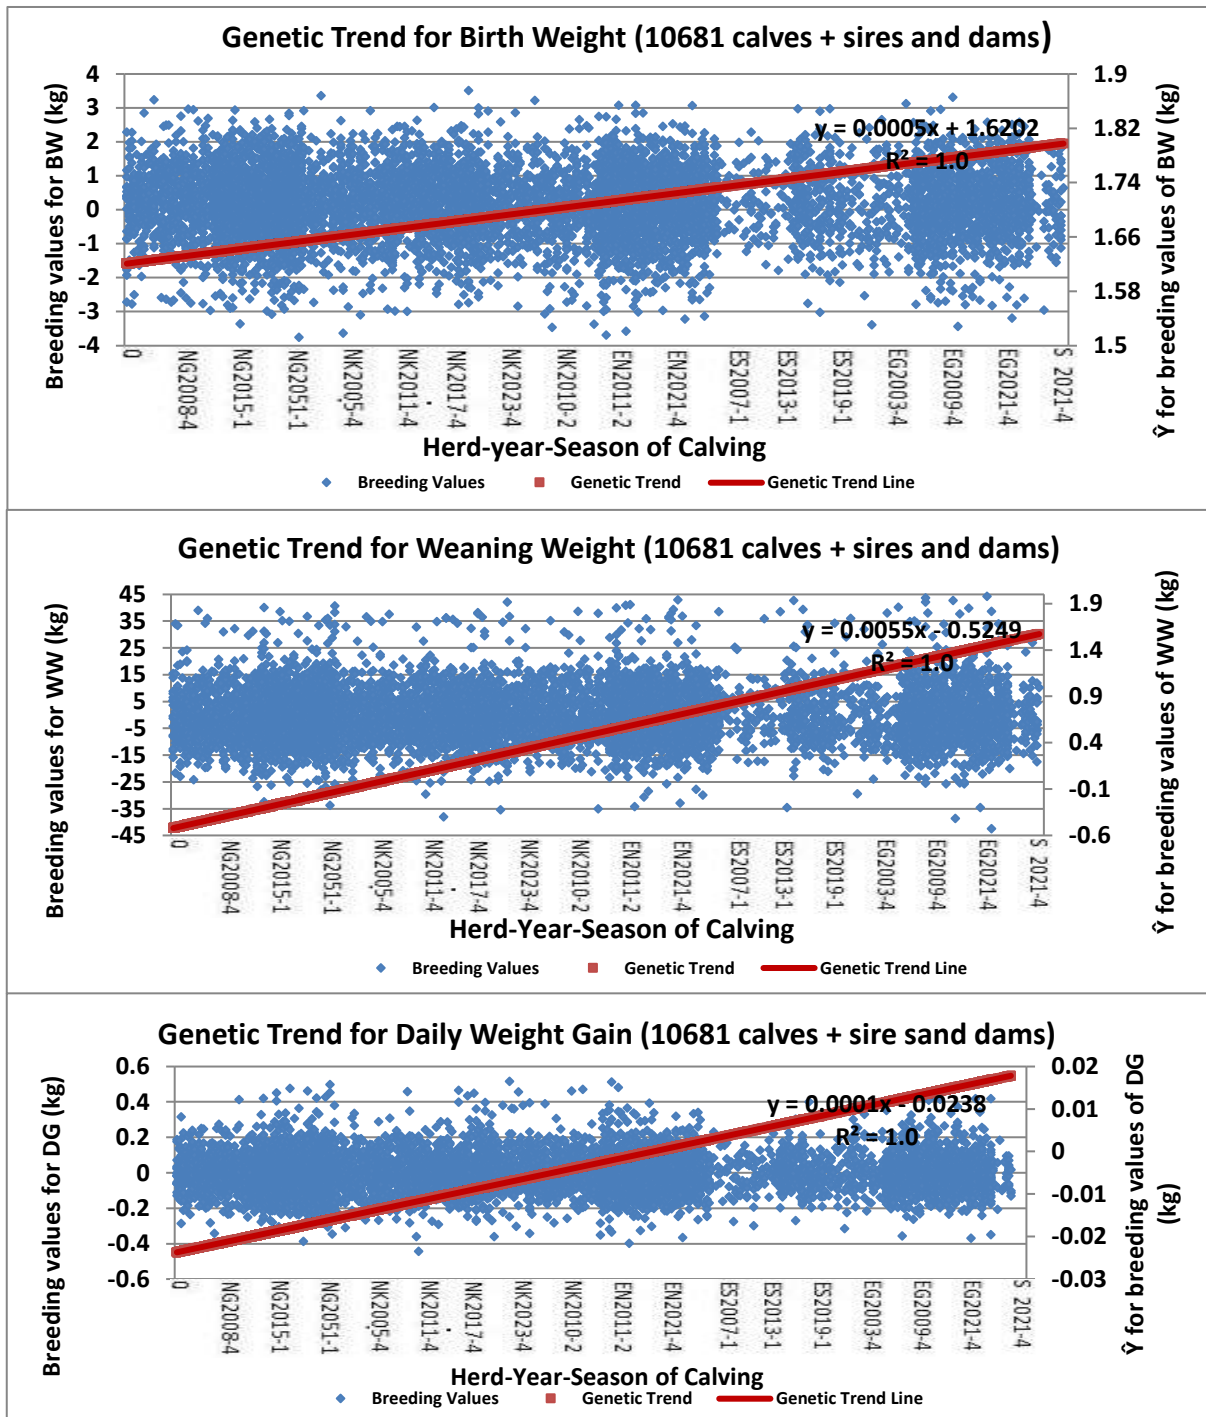 Genetic Trend for Birth Weight (10681 calves + sires and dams)
Breeding values for BW (kg)
4
3
2
1
0
-1
-2
-3
-4
1.9
1.82
1.74
1.66
1.58
1.5
Ŷ for breeding values of BW (kg)
y = 0.0005x + 1.6202
R² = 1.0
0
NG2008-4
NG2015-1
NG2051-1
NK2005-4
NK2011-4
NK2017-4
NK2023-4
NK2010-2
EN2011-2
EN2021-4
ES2007-1
ES2013-1
ES2019-1
EG2003-4
EG2009-4
EG2021-4
S 2021-4
Herd-year-Season of Calving
Breeding Values Genetic Trend Genetic Trend Line
Genetic Trend for Weaning Weight (10681 calves + sires and dams)
Breeding values for WW (kg)
45
35
25
15
5
-5
-15
-25
-35
-45
1.9
1.4
0.9
0.4
-0.1
-0.6
Ŷ for breeding values of WW (kg)
y = 0.0055x - 0.5249
R² = 1.0
0
NG2008-4
NG2015-1
NG2051-1
NK2005-4
NK2011-4
NK2017-4
NK2023-4
NK2010-2
EN2011-2
EN2021-4
ES2007-1
ES2013-1
ES2019-1
EG2003-4
EG2009-4
EG2021-4
S 2021-4
Herd-Year-Season of Calving
Breeding Values Genetic Trend Genetic Trend Line
Genetic Trend for Daily Weight Gain (10681 calves + sire sand dams)
Breeding values for DG (kg)
0.6
0.4
0.2
0
-0.2
-0.4
-0.6
0.02
0.01
0
-0.01
-0.02
-0.03
Ŷ for breeding values of DG
(kg)
y = 0.0001x - 0.0238
R² = 1.0
0
NG2008-4
NG2015-1
NG2051-1
NK2005-4
NK2011-4
NK2017-4
NK2023-4
NK2010-2
EN2011-2
EN2021-4
ES2007-1
ES2013-1
ES2019-1
EG2003-4
EG2009-4
EG2021-4
S 2021-4
Herd-Year-Season of Calving
Breeding Values Genetic Trend Genetic Trend Line